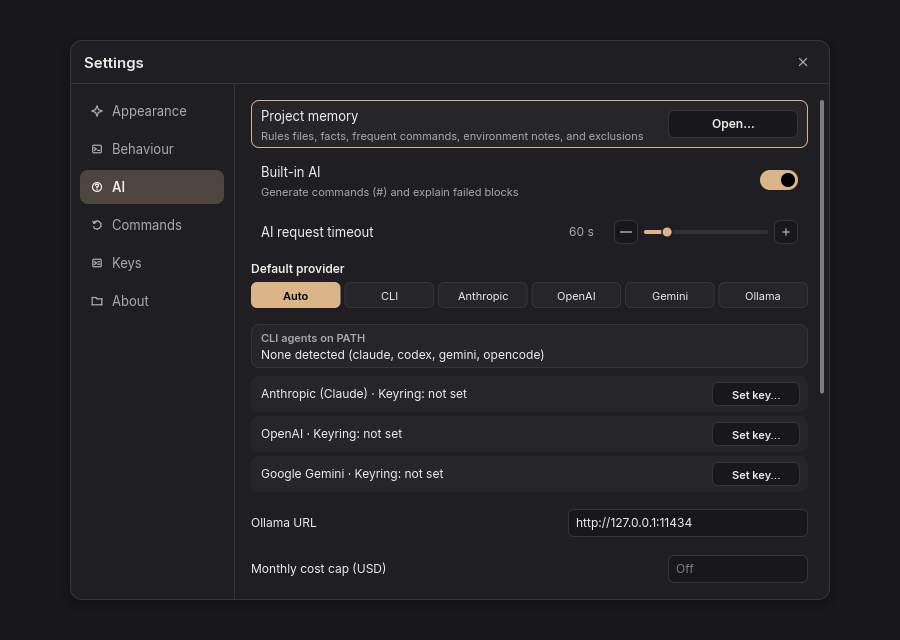 Settings
Appearance
Behaviour
AI
Commands
Keys
About
Project memory
Rules files, facts, frequent commands, environment notes, and exclusions
Open...
Built-in AI
Generate commands (#) and explain failed blocks
AI request timeout
60 s
Default provider
Auto CLI Anthropic OpenAI Gemini Ollama
CLI agents on PATH
None detected (claude, codex, gemini, opencode)
Anthropic (Claude) · Keyring: not set Set key...
OpenAI · Keyring: not set Set key...
Google Gemini · Keyring: not set Set key...
Ollama URL http://127.0.0.1:11434
Monthly cost cap (USD) Off